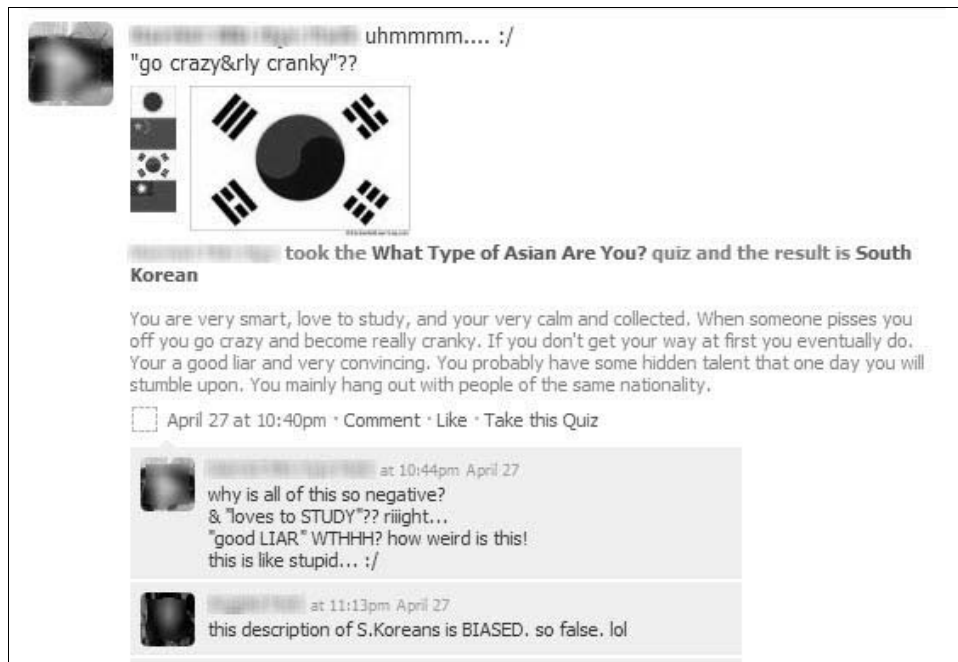 uhmmmm.... :/
"go crazy&rly cranky"??
took the What Type of Asian Are You? quiz and the result is South
Korean
You are very smart, love to study, and your very calm and collected. When someone pisses you
off you go crazy and become really cranky. If you don't get your way at first you eventually do.
Your a good liar and very convincing. You probably have some hidden talent that one day you will
stumble upon. You mainly hang out with people of the same nationality.
April 27 at 10:40pm · Comment · Like · Take this Quiz
at 10:44pm April 27
why is all of this so negative?
& "loves to STUDY"?? riiight...
"good LIAR" WTHHH? how weird is this!
this is like stupid... :/
at 11:13pm April 27
this description of S.Koreans is BIASED. so false. lol